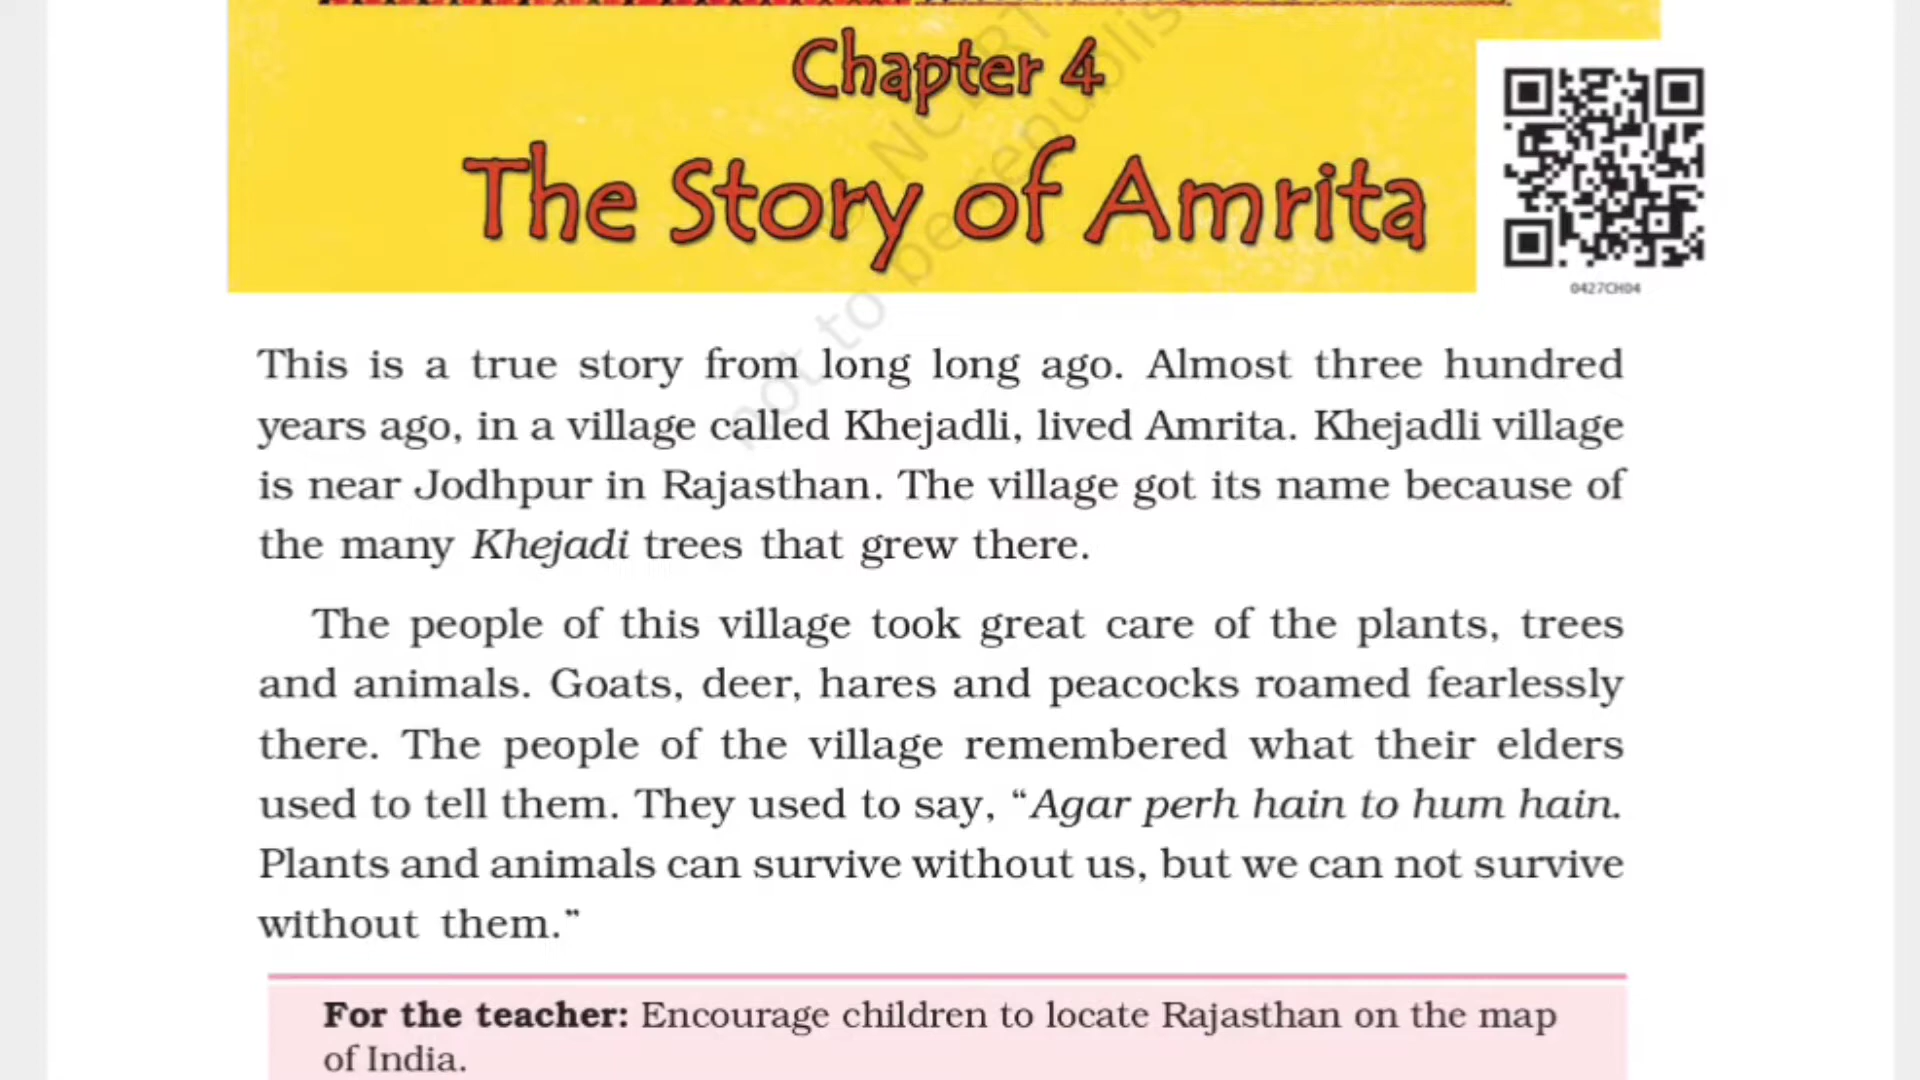 Chapter 4
The Story of Amrita
0427CH04
© NCERT
not to be republis
This is a true story from long long ago. Almost three hundred
years ago, in a village called Khejadli, lived Amrita. Khejadli village
is near Jodhpur in Rajasthan. The village got its name because of
the many Khejadi trees that grew there.
The people of this village took great care of the plants, trees
and animals. Goats, deer, hares and peacocks roamed fearlessly
there. The people of the village remembered what their elders
used to tell them. They used to say, “Agar perh hain to hum hain.
Plants and animals can survive without us, but we can not survive
without them.”
For the teacher: Encourage children to locate Rajasthan on the map
of India.